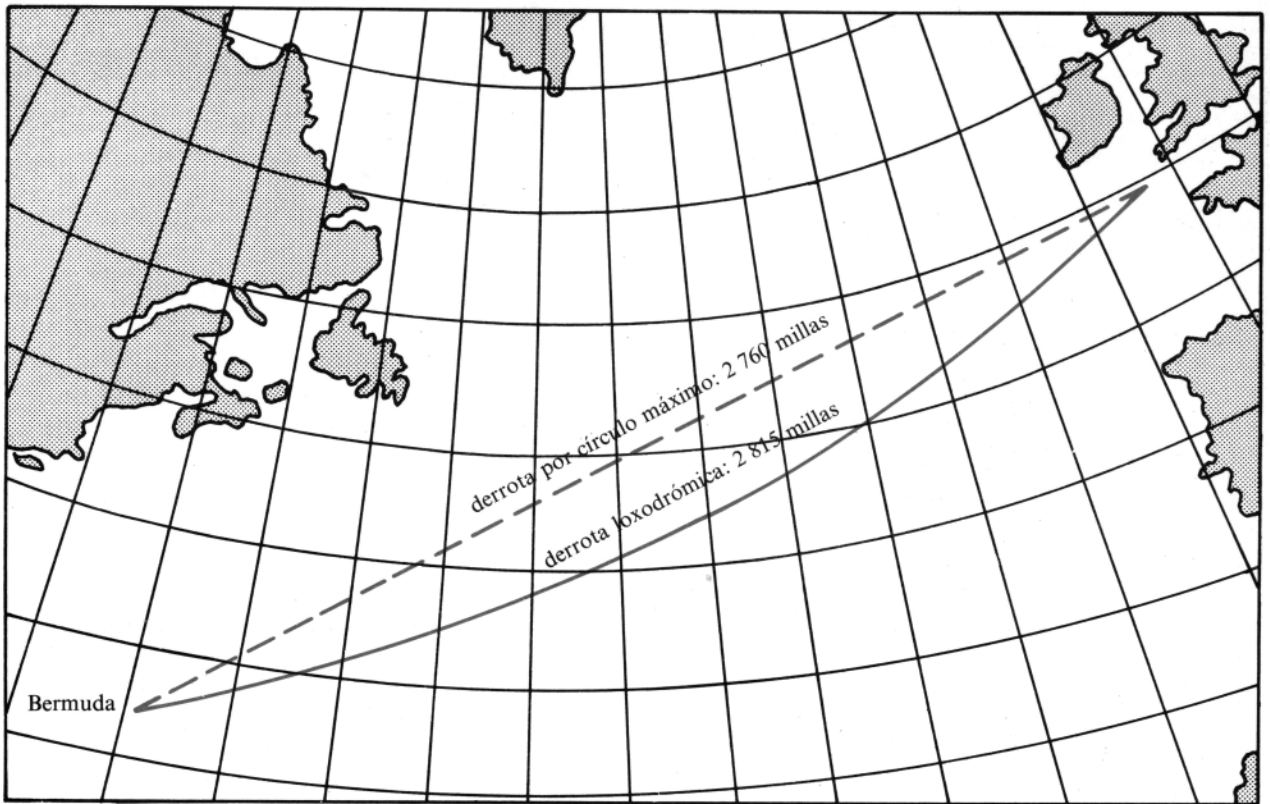 derrota por círculo máximo: 2 760 millas
derrota loxodrómica: 2 815 millas
Bermuda